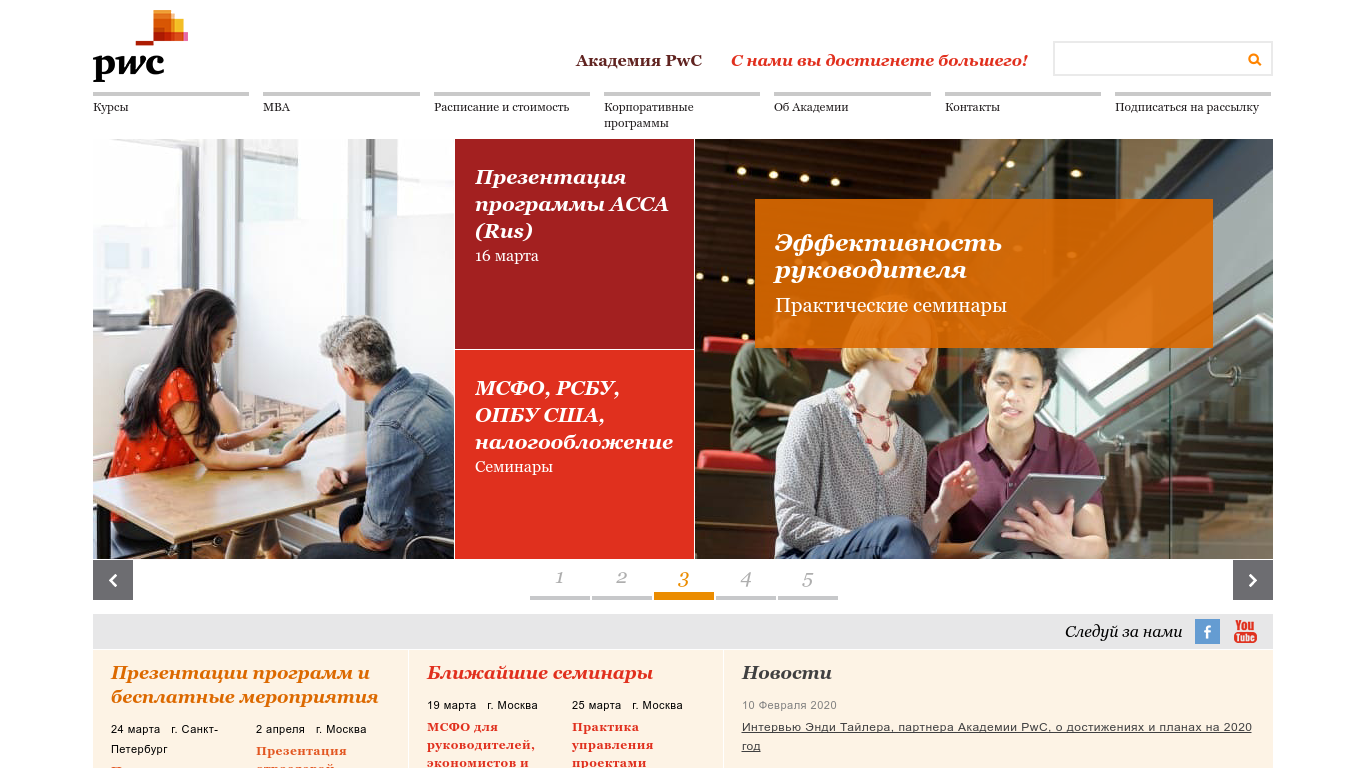 pwc
Академия PwC
С нами вы достигнете большего!
Курсы
MBA
Расписание и стоимость
Корпоративные
программы
Об Академии
Контакты
Подписаться на рассылку
Презентация
программы ACCA
(Rus)
16 марта
МСФО, РСБУ,
ОПБУ США,
налогообложение
Семинары
Эффективность
руководителя
Практические семинары
1 2 3 4 5
Следуй за нами
f
You
Tube
Презентации программ и
бесплатные мероприятия
24 марта г. Санкт-
Петербург
2 апреля г. Москва
Презентация
отраслевой
Ближайшие семинары
19 марта г. Москва
МСФО для
руководителей,
экономистов и
25 марта г. Москва
Практика
управления
проектами
Новости
10 Февраля 2020
Интервью Энди Тайлера, партнера Академии PwC, о достижениях и планах на 2020
год